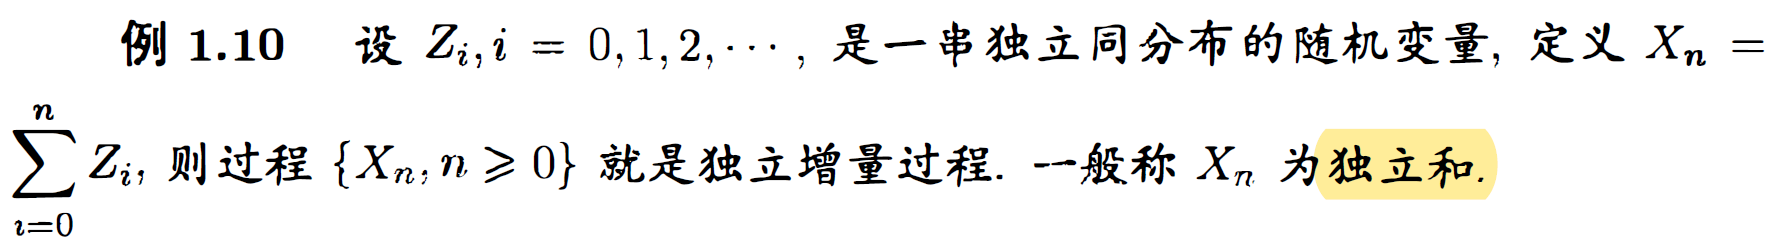 例 1.10 设 Z_i, i = 0, 1, 2, ⋯, 是一串独立同分布的随机变量, 定义 X_n =
∑_{i=0}^{n} Z_i, 则过程 {X_n, n ⩾ 0} 就是独立增量过程. 一般称 X_n 为独立和.